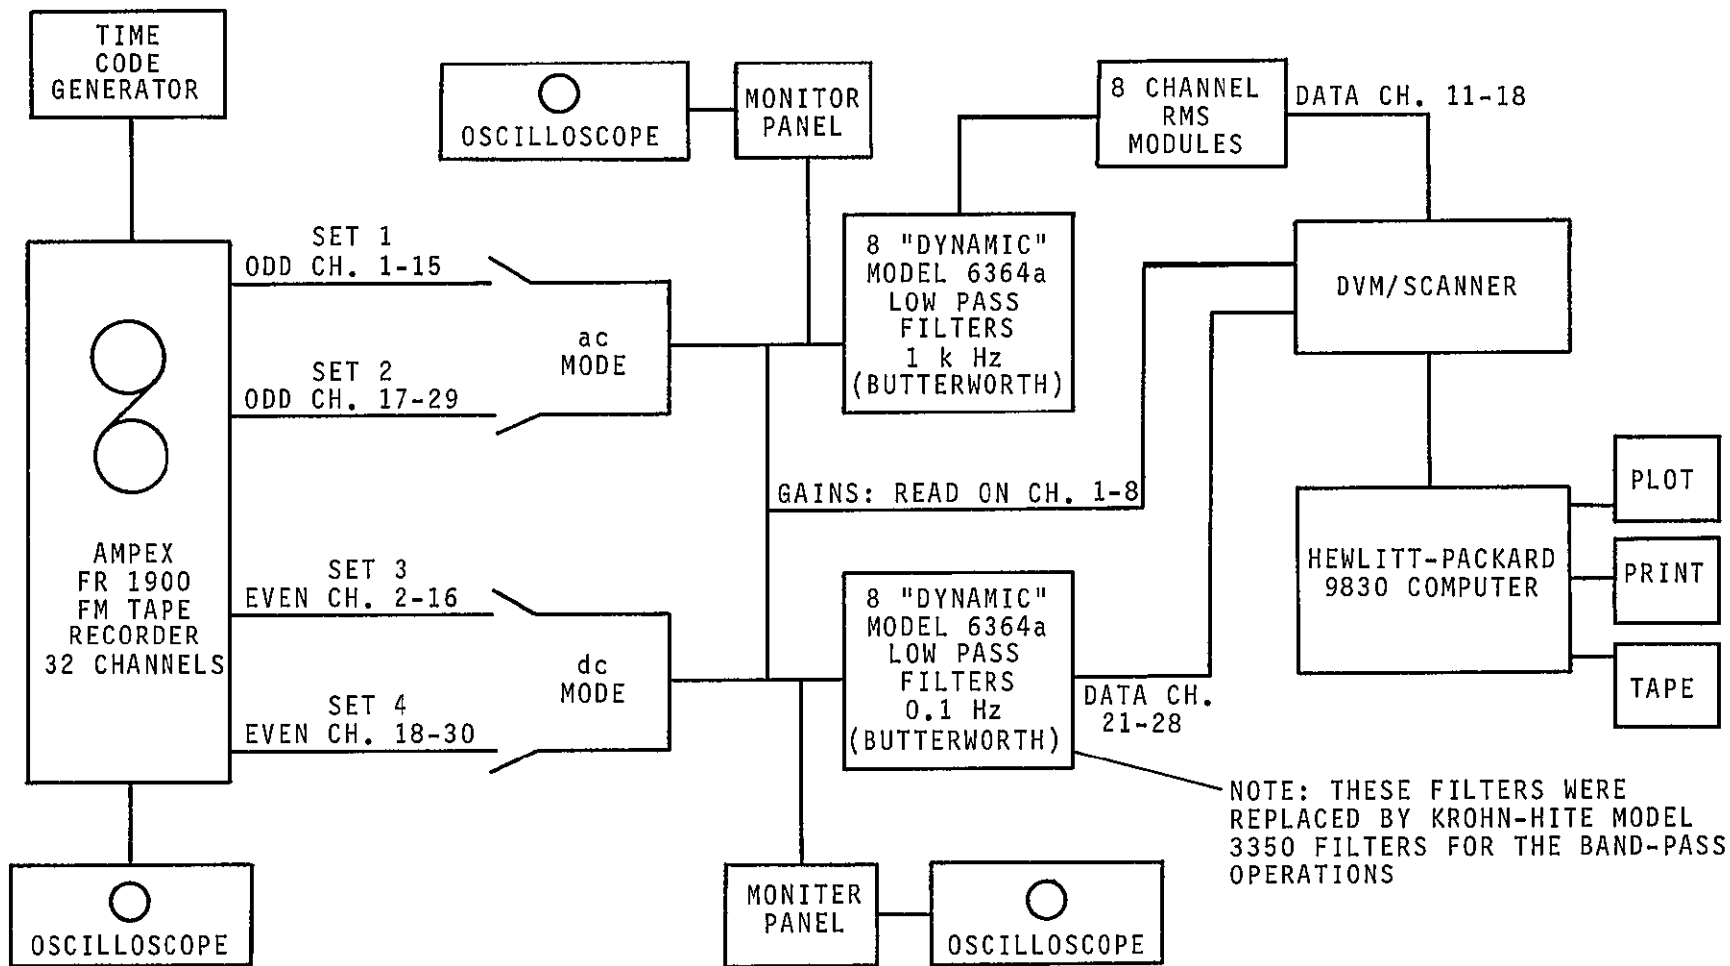 TIME
CODE
GENERATOR
OSCILLOSCOPE
MONITOR
PANEL
8 CHANNEL
RMS
MODULES
DATA CH. 11-18
SET 1
ODD CH. 1-15
SET 2
ODD CH. 17-29
ac
MODE
8 "DYNAMIC"
MODEL 6364a
LOW PASS
FILTERS
1 k Hz
(BUTTERWORTH)
DVM/SCANNER
GAINS: READ ON CH. 1-8
AMPEX
FR 1900
FM TAPE
RECORDER
32 CHANNELS
SET 3
EVEN CH. 2-16
SET 4
EVEN CH. 18-30
dc
MODE
8 "DYNAMIC"
MODEL 6364a
LOW PASS
FILTERS
0.1 Hz
(BUTTERWORTH)
DATA CH.
21-28
HEWLITT-PACKARD
9830 COMPUTER
PLOT
PRINT
TAPE
NOTE: THESE FILTERS WERE
REPLACED BY KROHN-HITE MODEL
3350 FILTERS FOR THE BAND-PASS
OPERATIONS
OSCILLOSCOPE
MONITER
PANEL
OSCILLOSCOPE